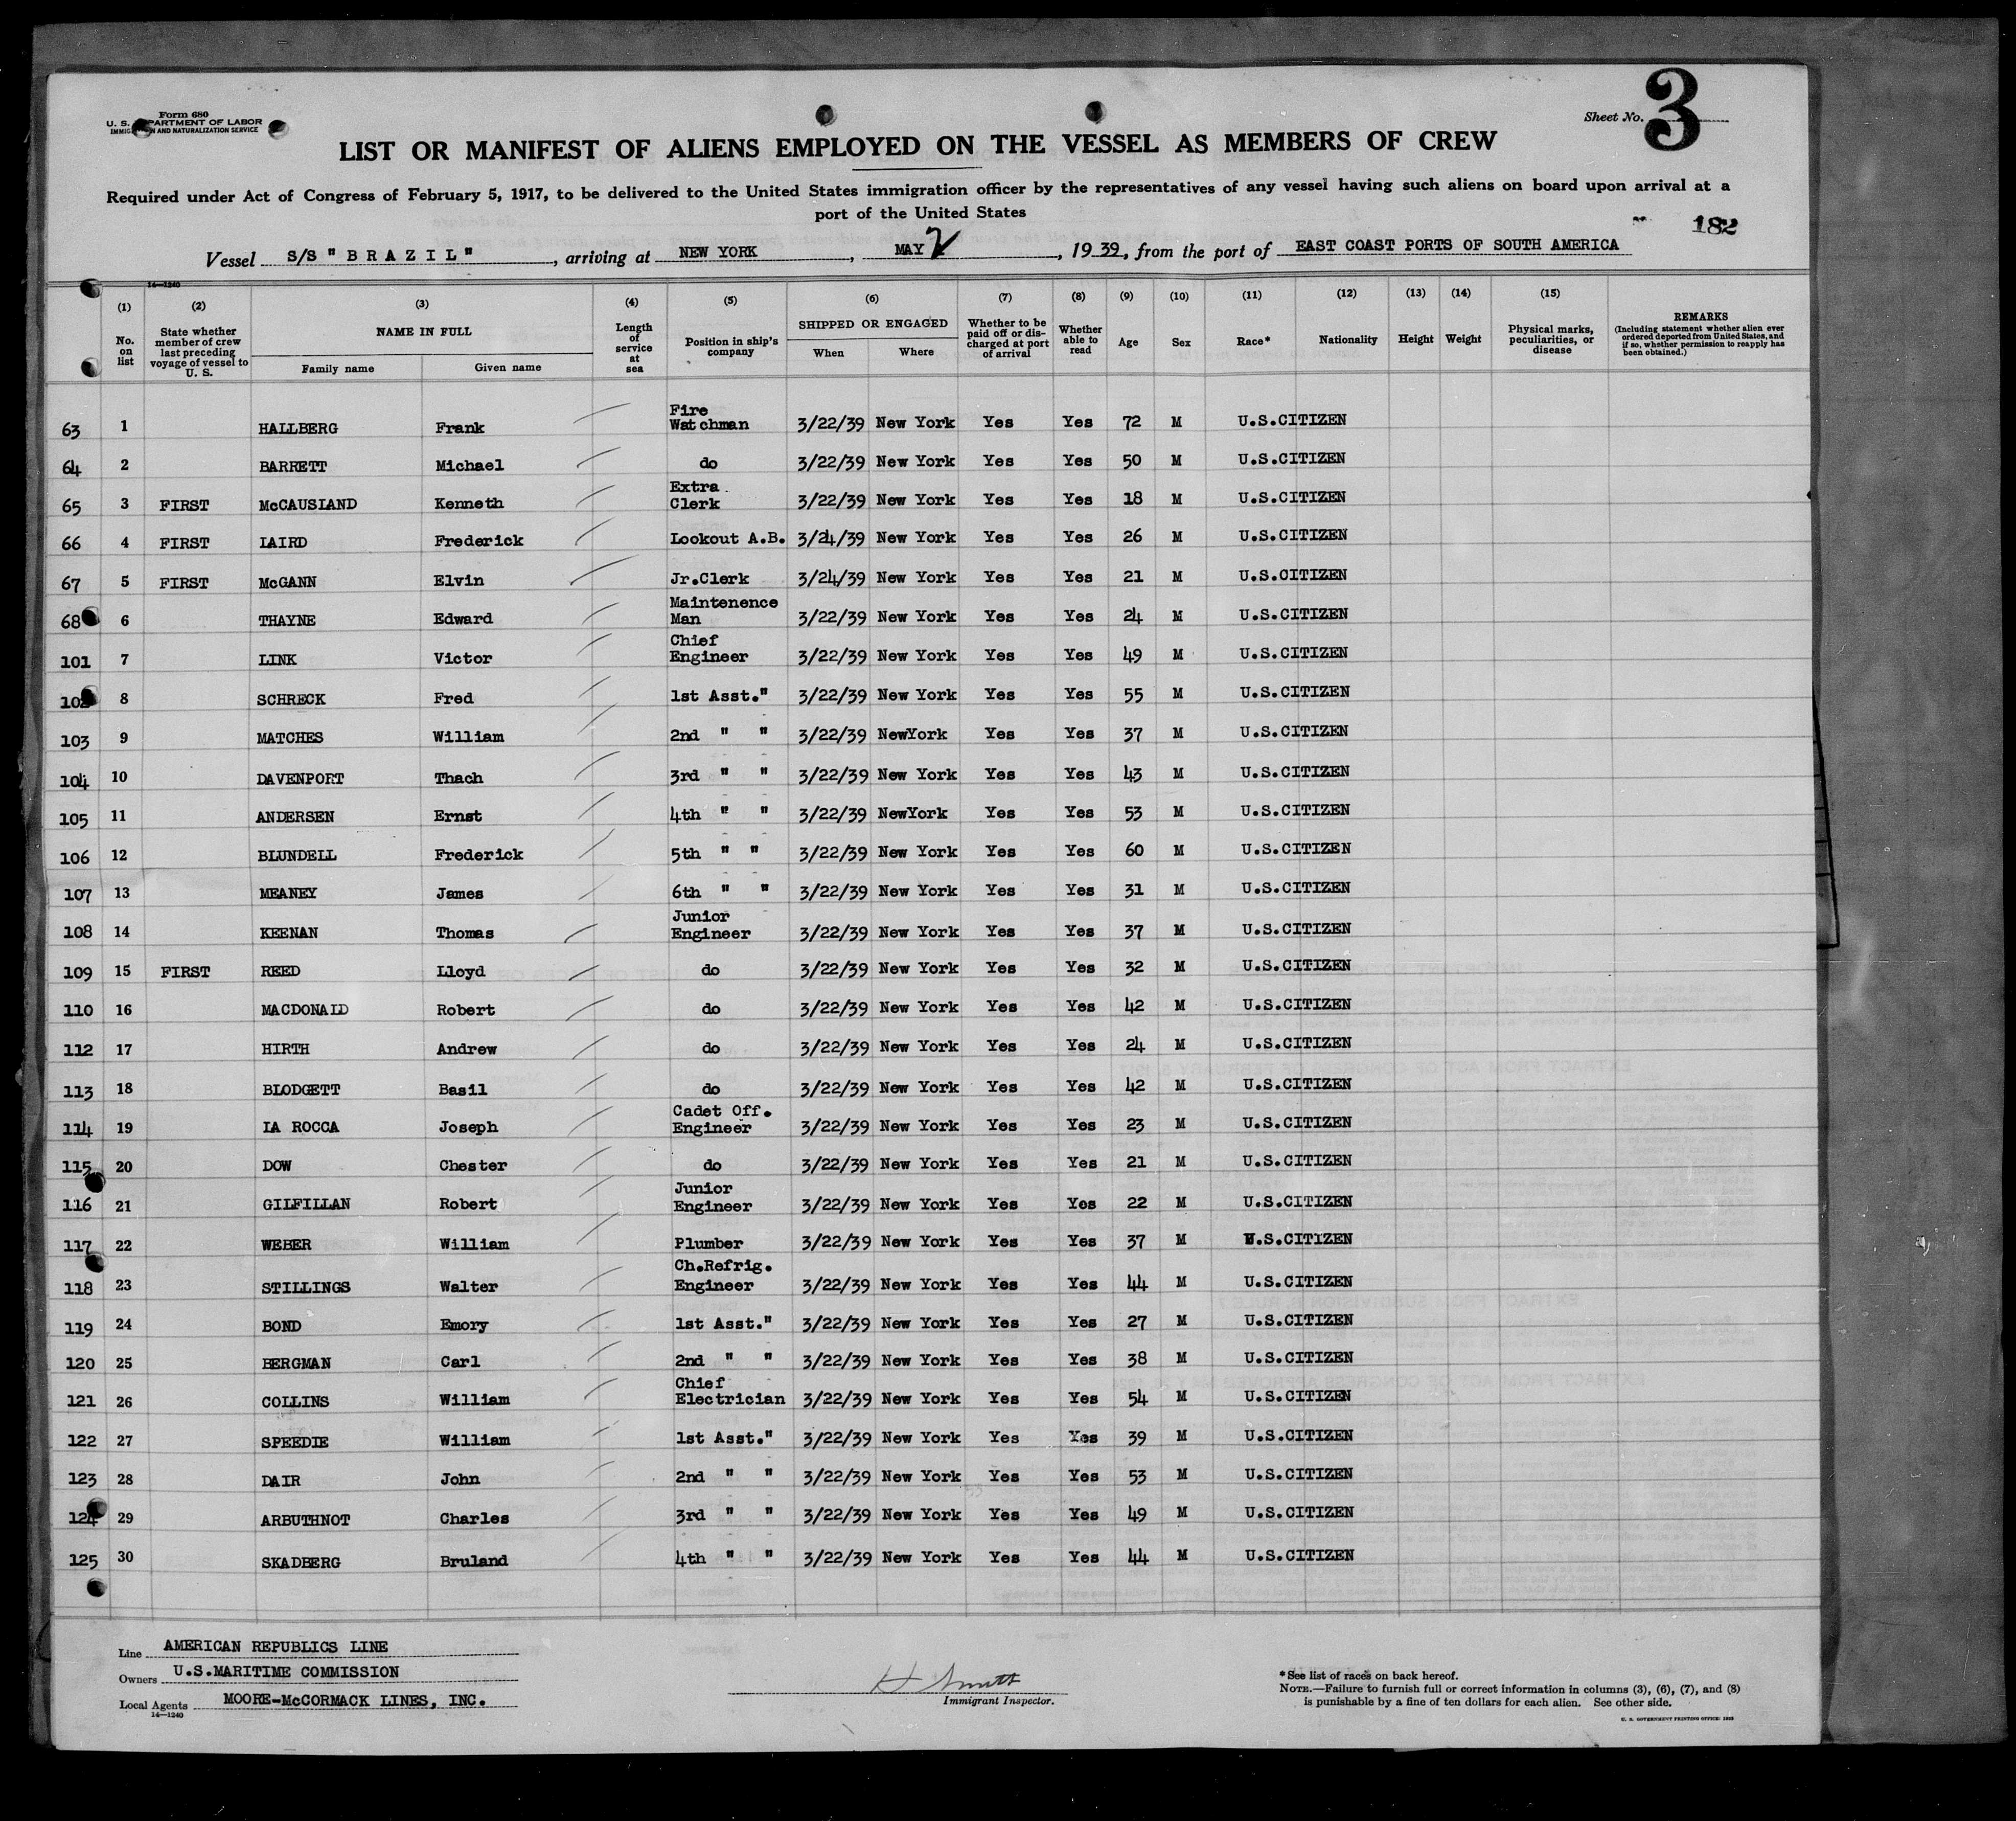 Form 680
U. S. DEPARTMENT OF LABOR
IMMIGRATION AND NATURALIZATION SERVICE
Sheet No. 3
LIST OR MANIFEST OF ALIENS EMPLOYED ON THE VESSEL AS MEMBERS OF CREW
Required under Act of Congress of February 5, 1917, to be delivered to the United States immigration officer by the representatives of any vessel having such aliens on board upon arrival at a
port of the United States
182
Vessel S/S "BRAZIL", arriving at NEW YORK, MAY 2, 1939, from the port of EAST COAST PORTS OF SOUTH AMERICA
14—1240
(1) (2) (3) (4) (5) (6) (7) (8) (9) (10) (11) (12) (13) (14) (15)
No. on list
State whether member of crew last preceding voyage of vessel to U. S.
NAME IN FULL
Family name Given name
Length of service at sea
Position in ship's company
SHIPPED OR ENGAGED
When Where
Whether to be paid off or discharged at port of arrival
Whether able to read
Age
Sex
Race*
Nationality
Height
Weight
Physical marks, peculiarities, or disease
REMARKS
(Including statement whether alien ever ordered deported from United States, and if so, whether permission to reapply has been obtained.)
63 1 HALLBERG Frank Fire Watchman 3/22/39 New York Yes Yes 72 M U.S.CITIZEN
64 2 BARRETT Michael do 3/22/39 New York Yes Yes 50 M U.S.CITIZEN
65 3 FIRST McCAUSLAND Kenneth Extra Clerk 3/22/39 New York Yes Yes 18 M U.S.CITIZEN
66 4 FIRST LAIRD Frederick Lookout A.B. 3/24/39 New York Yes Yes 26 M U.S.CITIZEN
67 5 FIRST McGANN Elvin Jr.Clerk 3/24/39 New York Yes Yes 21 M U.S.CITIZEN
68 6 THAYNE Edward Maintenence Man 3/22/39 New York Yes Yes 24 M U.S.CITIZEN
101 7 LINK Victor Chief Engineer 3/22/39 New York Yes Yes 49 M U.S.CITIZEN
102 8 SCHRECK Fred 1st Asst." 3/22/39 New York Yes Yes 55 M U.S.CITIZEN
103 9 MATCHES William 2nd " " 3/22/39 NewYork Yes Yes 37 M U.S.CITIZEN
104 10 DAVENPORT Thach 3rd " " 3/22/39 New York Yes Yes 43 M U.S.CITIZEN
105 11 ANDERSEN Ernst 4th " " 3/22/39 NewYork Yes Yes 53 M U.S.CITIZEN
106 12 BLUNDELL Frederick 5th " " 3/22/39 New York Yes Yes 60 M U.S.CITIZEN
107 13 MEANEY James 6th " " 3/22/39 New York Yes Yes 31 M U.S.CITIZEN
108 14 KEENAN Thomas Junior Engineer 3/22/39 New York Yes Yes 37 M U.S.CITIZEN
109 15 FIRST REED Lloyd do 3/22/39 New York Yes Yes 32 M U.S.CITIZEN
110 16 MACDONALD Robert do 3/22/39 New York Yes Yes 42 M U.S.CITIZEN
112 17 HIRTH Andrew do 3/22/39 New York Yes Yes 24 M U.S.CITIZEN
113 18 BLODGETT Basil do 3/22/39 New York Yes Yes 42 M U.S.CITIZEN
114 19 LA ROCCA Joseph Cadet Off. Engineer 3/22/39 New York Yes Yes 23 M U.S.CITIZEN
115 20 DOW Chester do 3/22/39 New York Yes Yes 21 M U.S.CITIZEN
116 21 GILFILLAN Robert Junior Engineer 3/22/39 New York Yes Yes 22 M U.S.CITIZEN
117 22 WEBER William Plumber 3/22/39 New York Yes Yes 37 M U.S.CITIZEN
118 23 STILLINGS Walter Ch.Refrig. Engineer 3/22/39 New York Yes Yes 44 M U.S.CITIZEN
119 24 BOND Emory 1st Asst." 3/22/39 New York Yes Yes 27 M U.S.CITIZEN
120 25 BERGMAN Carl 2nd " " 3/22/39 New York Yes Yes 38 M U.S.CITIZEN
121 26 COLLINS William Chief Electrician 3/22/39 New York Yes Yes 54 M U.S.CITIZEN
122 27 SPEEDIE William 1st Asst." 3/22/39 New York Yes Yes 39 M U.S.CITIZEN
123 28 DAIR John 2nd " " 3/22/39 New York Yes Yes 53 M U.S.CITIZEN
124 29 ARBUTHNOT Charles 3rd " " 3/22/39 New York Yes Yes 49 M U.S.CITIZEN
125 30 SKADBERG Bruland 4th " " 3/22/39 New York Yes Yes 44 M U.S.CITIZEN
Line AMERICAN REPUBLICS LINE
Owners U.S.MARITIME COMMISSION
Local Agents MOORE-McCORMACK LINES, INC.
14—1240
Immigrant Inspector.
*See list of races on back hereof.
NOTE.—Failure to furnish full or correct information in columns (3), (6), (7), and (8)
is punishable by a fine of ten dollars for each alien. See other side.
U. S. GOVERNMENT PRINTING OFFICE: